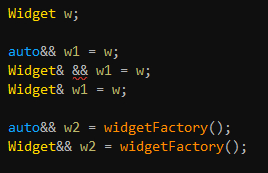 Widget w;
auto&& w1 = w;
Widget& && w1 = w;
Widget& w1 = w;
auto&& w2 = widgetFactory();
Widget&& w2 = widgetFactory();